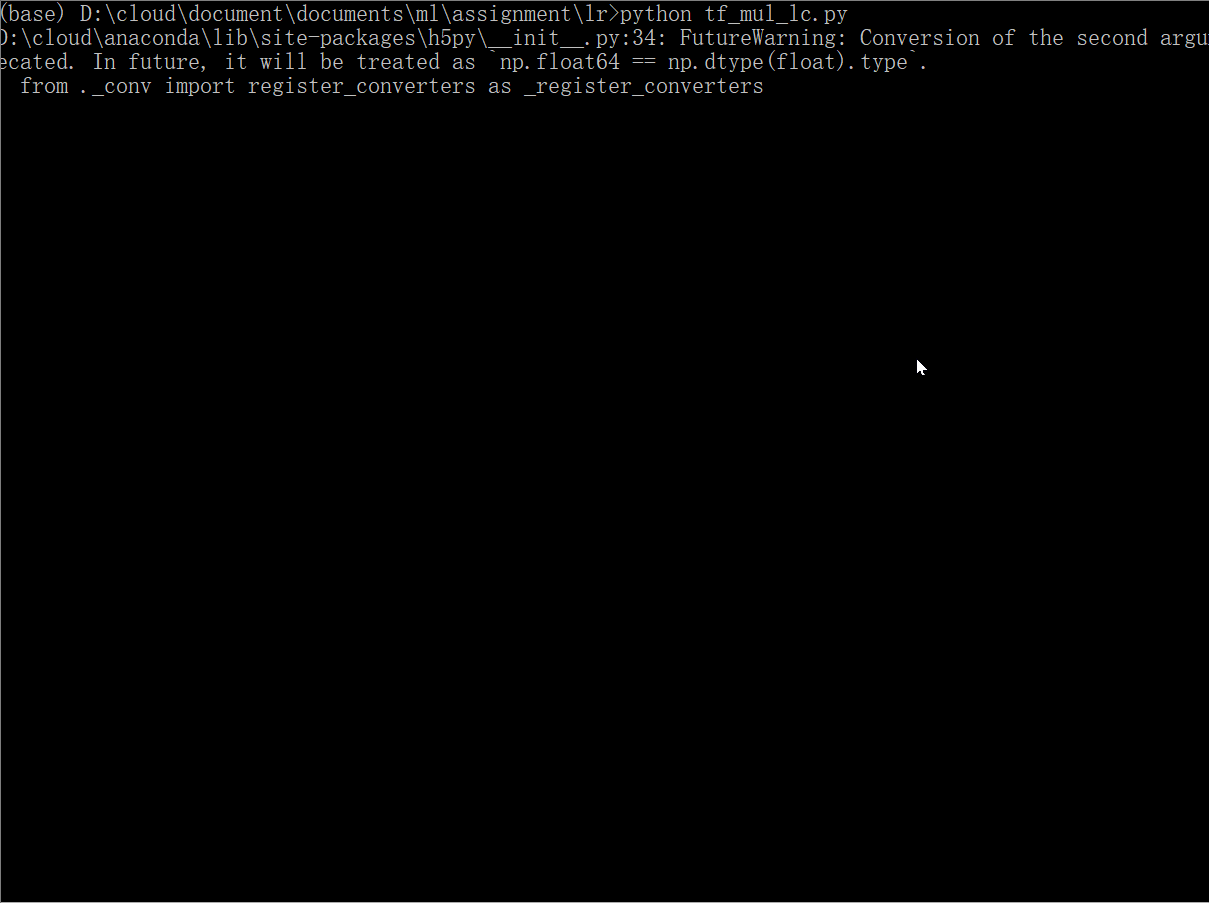 (base) D:\cloud\document\documents\ml\assignment\lr>python tf_mul_lc.py
D:\cloud\anaconda\lib\site-packages\h5py\__init__.py:34: FutureWarning: Conversion of the second argu
ecated. In future, it will be treated as `np.float64 == np.dtype(float).type`.
  from ._conv import register_converters as _register_converters